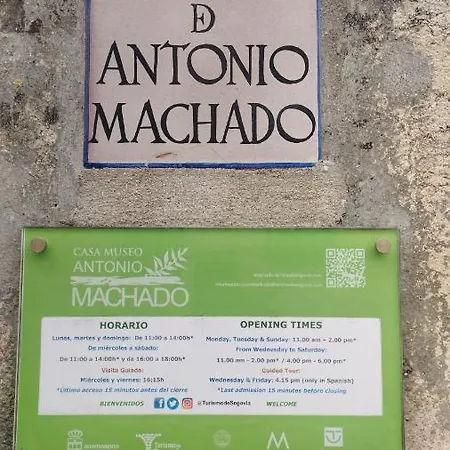 D
ANTONIO
MACHADO
CASA MUSEO
ANTONIO
MACHADO
HORARIO
Lunes, martes y domingo: De 11:00 a 14:00h*
De miércoles a sábado:
De 11:00 a 14:00h* y de 16:00 a 18:00h*
Visita Guiada:
Miércoles y viernes: 16:15h
*Último acceso 15 minutos antes del cierre
BIENVENIDOS
OPENING TIMES
Monday, Tuesday & Sunday: 11.00 am - 2.00 pm*
From Wednesday to Saturday:
11.00 am - 2.00 pm* / 4.00 pm - 6.00 pm*
Guided Tour:
Wednesday & Friday: 4.15 pm (only in Spanish)
*Last admission 15 minutes before closing
@TurismodeSegovia
WELCOME